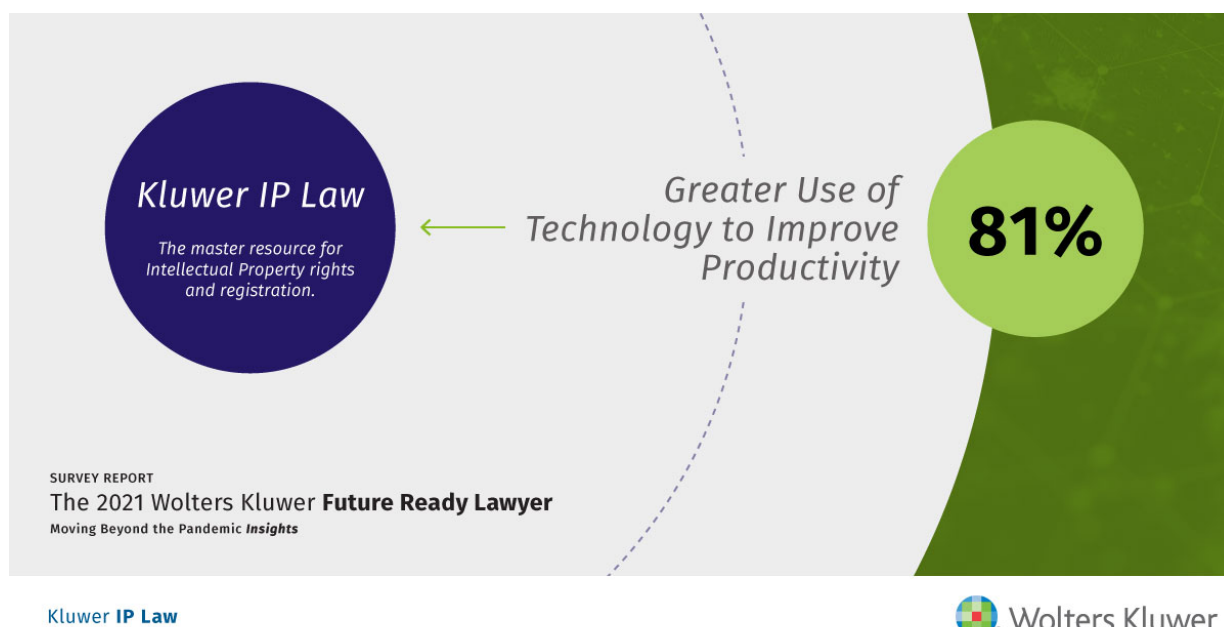 Kluwer IP Law
The master resource for
Intellectual Property rights
and registration.
Greater Use of
Technology to Improve
Productivity
81%
SURVEY REPORT
The 2021 Wolters Kluwer Future Ready Lawyer
Moving Beyond the Pandemic Insights
Kluwer IP Law
Wolters Kluwer